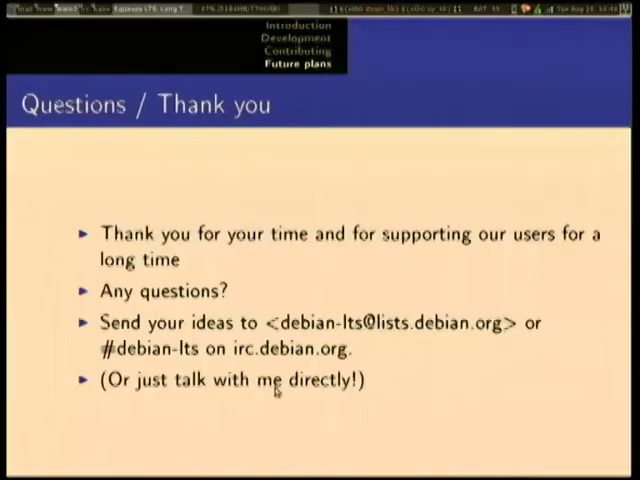 Introduction
Development
Contributing
Future plans
Questions / Thank you
Thank you for your time and for supporting our users for a
long time
Any questions?
Send your ideas to <debian-lts@lists.debian.org> or
#debian-lts on irc.debian.org.
(Or just talk with me directly!)